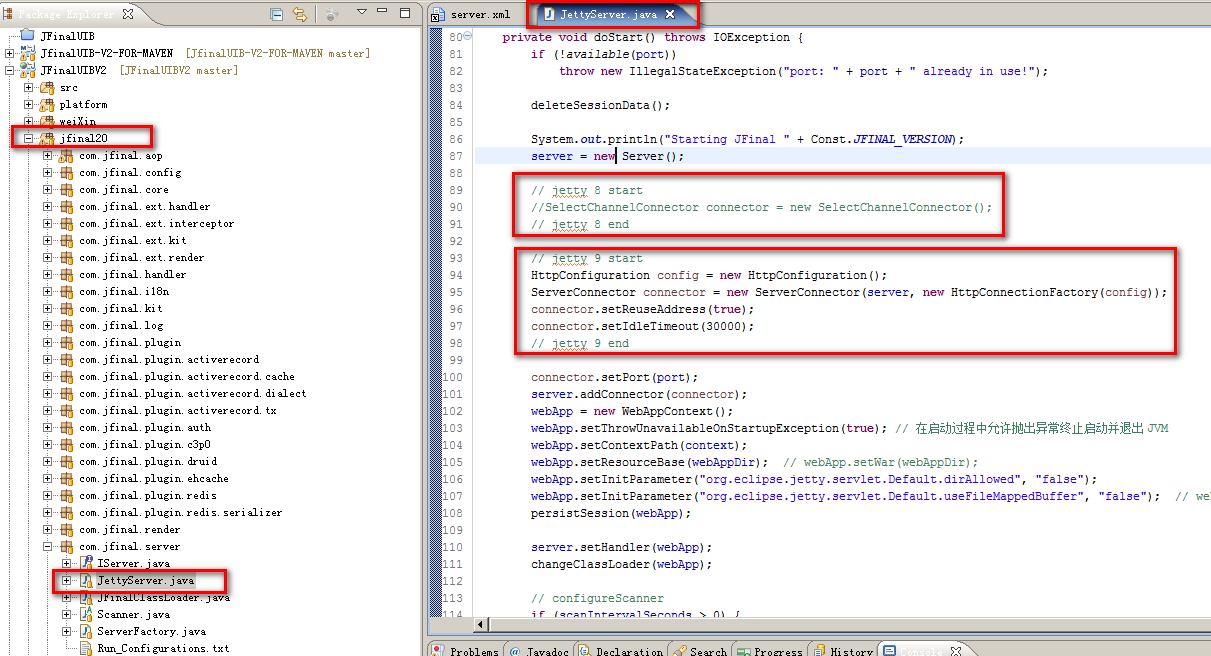 Package Explorer
JFinalUIB
JFinalUIB-V2-FOR-MAVEN [JfinalUIB-V2-FOR-MAVEN master]
JFinalUIBV2 [JFinalUIBV2 master]
src
platform
weiXin
jfinal20
com.jfinal.aop
com.jfinal.config
com.jfinal.core
com.jfinal.ext.handler
com.jfinal.ext.interceptor
com.jfinal.ext.kit
com.jfinal.ext.render
com.jfinal.handler
com.jfinal.i18n
com.jfinal.kit
com.jfinal.log
com.jfinal.plugin
com.jfinal.plugin.activerecord
com.jfinal.plugin.activerecord.cache
com.jfinal.plugin.activerecord.dialect
com.jfinal.plugin.activerecord.tx
com.jfinal.plugin.auth
com.jfinal.plugin.c3p0
com.jfinal.plugin.druid
com.jfinal.plugin.ehcache
com.jfinal.plugin.redis
com.jfinal.plugin.redis.serializer
com.jfinal.render
com.jfinal.server
IServer.java
JettyServer.java
JFinalClassLoader.java
Scanner.java
ServerFactory.java
Run_Configurations.txt
server.xml JettyServer.java
80 private void doStart() throws IOException {
81 if (!available(port))
82 throw new IllegalStateException("port: " + port + " already in use!");
83
84 deleteSessionData();
85
86 System.out.println("Starting JFinal " + Const.JFINAL_VERSION);
87 server = new Server();
88
89 // jetty 8 start
90 //SelectChannelConnector connector = new SelectChannelConnector();
91 // jetty 8 end
92
93 // jetty 9 start
94 HttpConfiguration config = new HttpConfiguration();
95 ServerConnector connector = new ServerConnector(server, new HttpConnectionFactory(config));
96 connector.setReuseAddress(true);
97 connector.setIdleTimeout(30000);
98 // jetty 9 end
99
100 connector.setPort(port);
101 server.addConnector(connector);
102 webApp = new WebAppContext();
103 webApp.setThrowUnavailableOnStartupException(true); // 在启动过程中允许抛出异常终止启动并退出 JVM
104 webApp.setContextPath(context);
105 webApp.setResourceBase(webAppDir); // webApp.setWar(webAppDir);
106 webApp.setInitParameter("org.eclipse.jetty.servlet.Default.dirAllowed", "false");
107 webApp.setInitParameter("org.eclipse.jetty.servlet.Default.useFileMappedBuffer", "false"); // we
108 persistSession(webApp);
109
110 server.setHandler(webApp);
111 changeClassLoader(webApp);
112
113 // configureScanner
114 if (scanIntervalSeconds > 0) {
Problems Javadoc Declaration Search Progress History Console